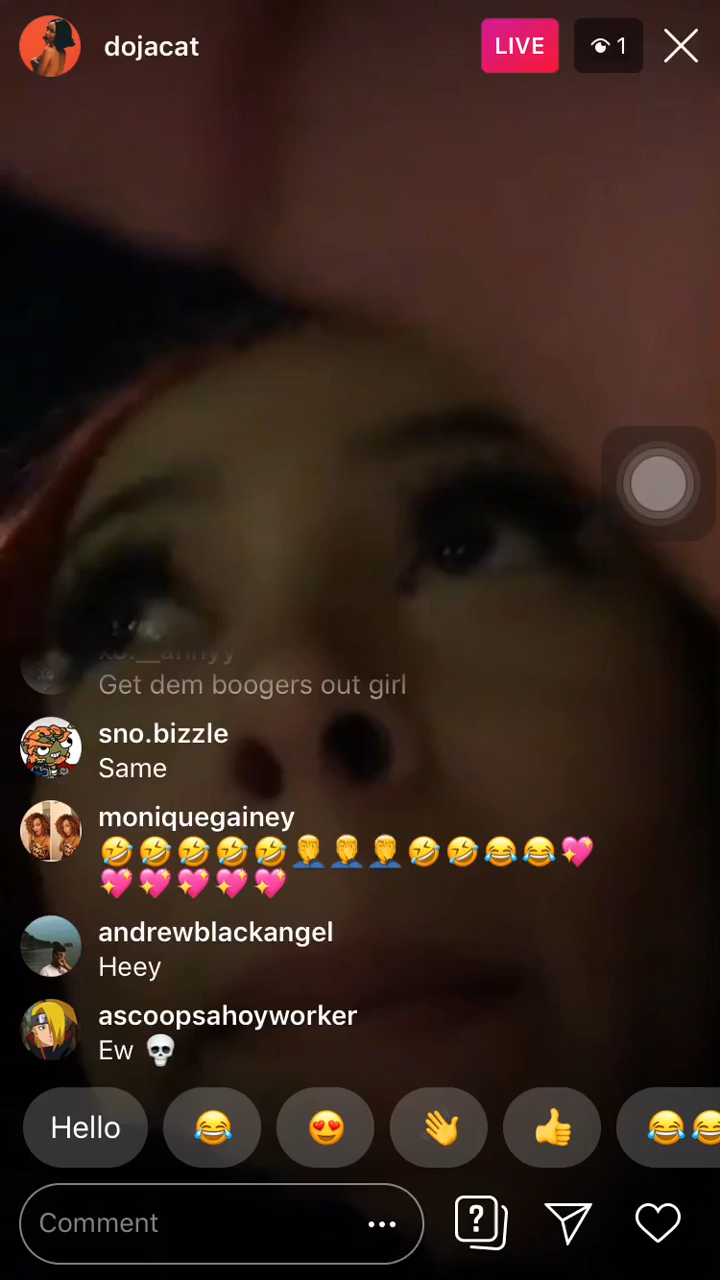 dojacat
LIVE
1
Get dem boogers out girl
sno.bizzle
Same
moniquegainey
🤣🤣🤣🤣🤣🤦‍♂️🤦‍♂️🤦‍♂️🤣🤣😂😂💖
💖💖💖💖💖
andrewblackangel
Heey
ascoopsahoyworker
Ew 💀
Hello 😂 😍 👋 👍 😂😂
Comment ...
?